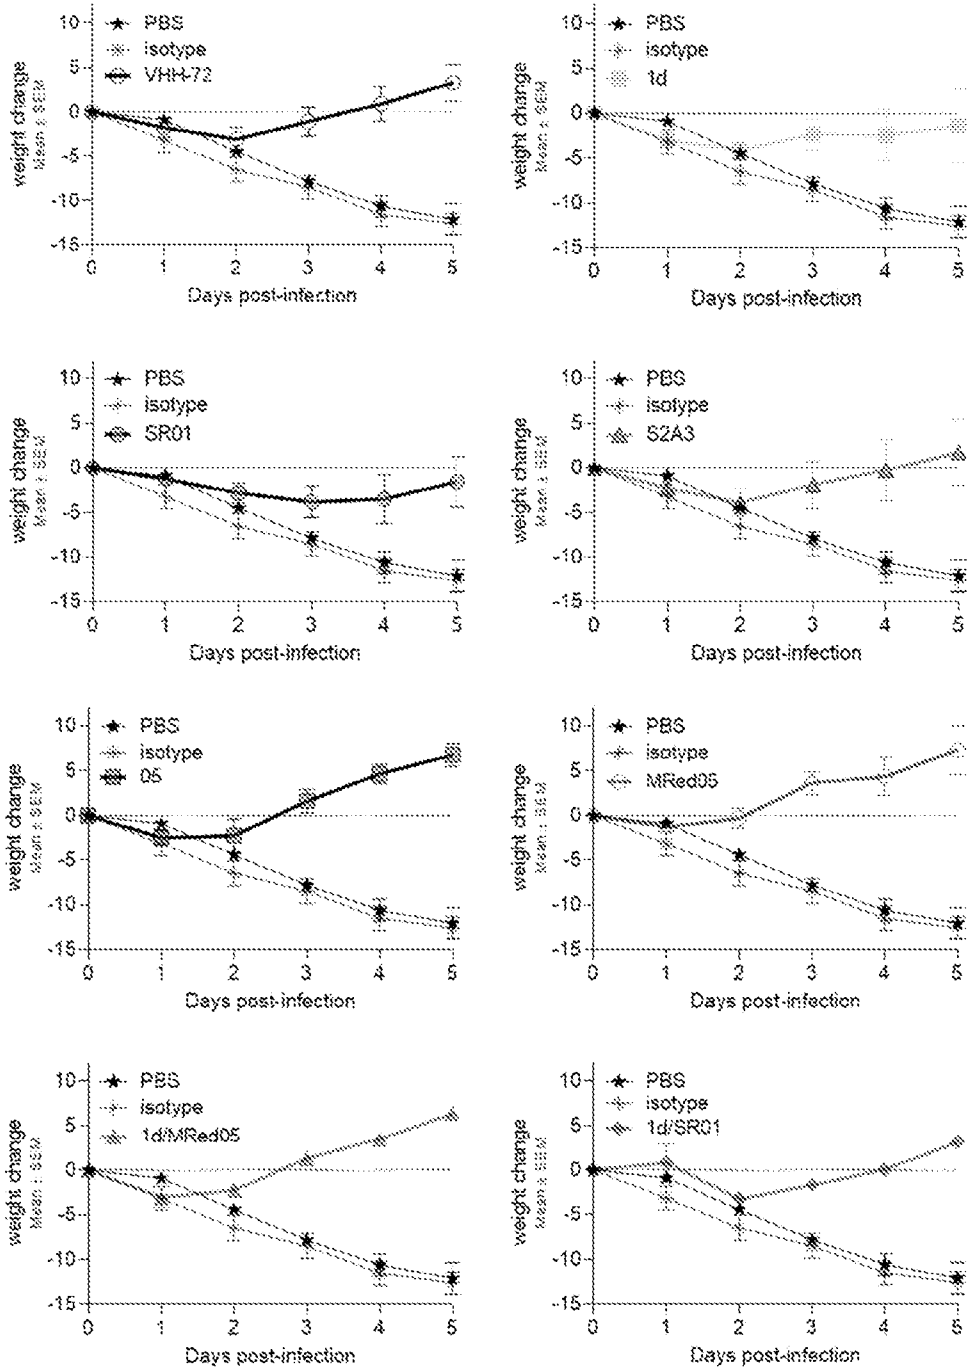 PBS
isotype
VHH-72
weight change
Mean ± SEM
10
5
0
-5
-10
-15
0 1 2 3 4 5
Days post-infection
PBS
isotype
1d
weight change
Mean ± SEM
10
5
0
-5
-10
-15
0 1 2 3 4 5
Days post-infection
PBS
isotype
SR01
weight change
Mean ± SEM
10
5
0
-5
-10
-15
0 1 2 3 4 5
Days post-infection
PBS
isotype
S2A3
weight change
Mean ± SEM
10
5
0
-5
-10
-15
0 1 2 3 4 5
Days post-infection
PBS
isotype
05
weight change
Mean ± SEM
10
5
0
-5
-10
-15
0 1 2 3 4 5
Days post-infection
PBS
isotype
MRed05
weight change
Mean ± SEM
10
5
0
-5
-10
-15
0 1 2 3 4 5
Days post-infection
PBS
isotype
1d/MRed05
weight change
Mean ± SEM
10
5
0
-5
-10
-15
0 1 2 3 4 5
Days post-infection
PBS
isotype
1d/SR01
weight change
Mean ± SEM
10
5
0
-5
-10
-15
0 1 2 3 4 5
Days post-infection